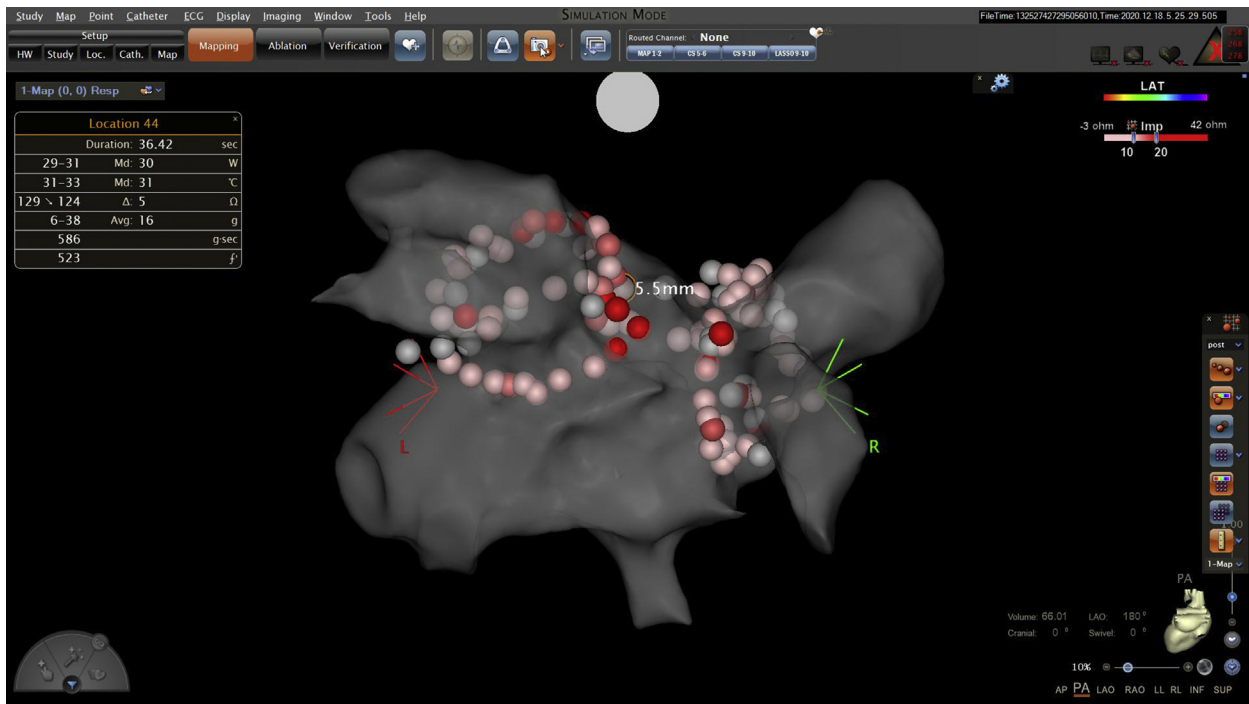 Study Map Point Catheter ECG Display Imaging Window Tools Help
SIMULATION MODE
FileTime:132527427295056010,Time:2020.12.18.5.25.29.505
Setup
HW Study Loc. Cath. Map
Mapping
Ablation
Verification
Routed Channel: None
MAP 1-2 CS 5-6 CS 9-10 LASSO 9-10
1-Map (0, 0) Resp
Location 44
Duration: 36.42 sec
29-31 Md: 30 W
31-33 Md: 31 °C
129 ↘ 124 Δ: 5 Ω
6-38 Avg: 16 g
586 g·sec
523 ƒ
LAT
-3 ohm Imp 42 ohm
10 20
5.5mm
L
R
post
1.00
1-Map
PA
Volume: 66.01 LAO: 180 °
Cranial: 0 ° Swivel: 0 °
10%
AP PA LAO RAO LL RL INF SUP